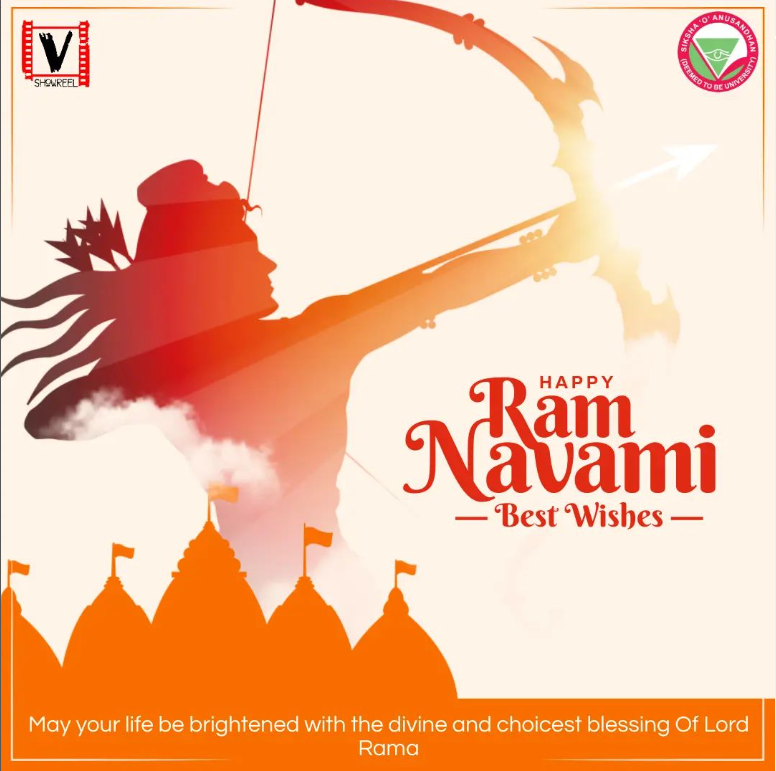 V
SHOWREEL
SIKSHA 'O' ANUSANDHAN
(DEEMED TO BE UNIVERSITY)
HAPPY
Ram
Navami
Best Wishes
May your life be brightened with the divine and choicest blessing Of Lord
Rama